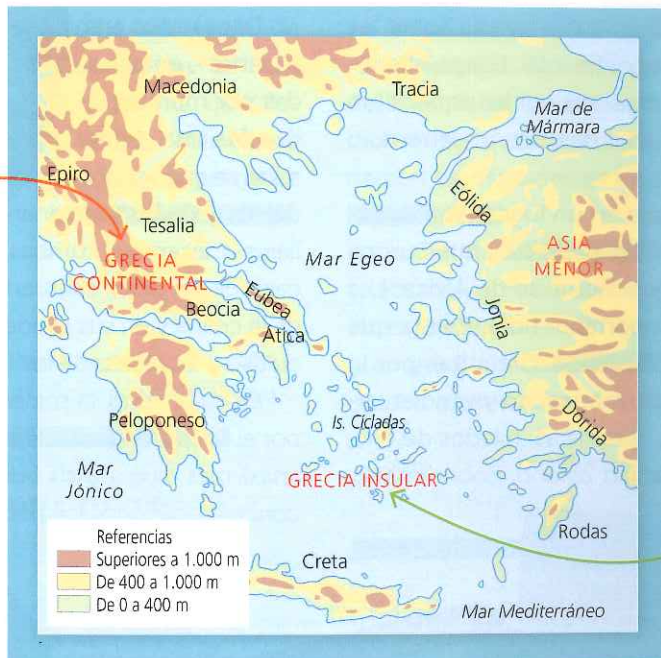 Macedonia
Tracia
Mar de
Mármara
Epiro
Tesalia
Eólida
Mar Egeo
ASIA
MENOR
GRECIA
CONTINENTAL
Eubea
Beocia
Ática
Jonia
Is. Cícladas
Peloponeso
Dórida
Mar
Jónico
GRECIA INSULAR
Rodas
Creta
Mar Mediterráneo
Referencias
Superiores a 1.000 m
De 400 a 1.000 m
De 0 a 400 m